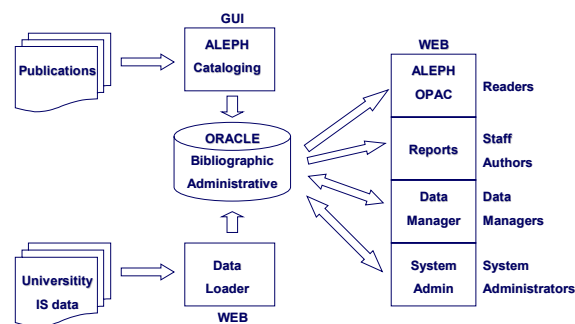 GUI
Publications
ALEPH
Cataloging
ORACLE
Bibliographic
Administrative
Universitity
IS data
Data
Loader
WEB
WEB
ALEPH
OPAC
Readers
Reports
Staff
Authors
Data
Manager
Data
Managers
System
Admin
System
Administrators